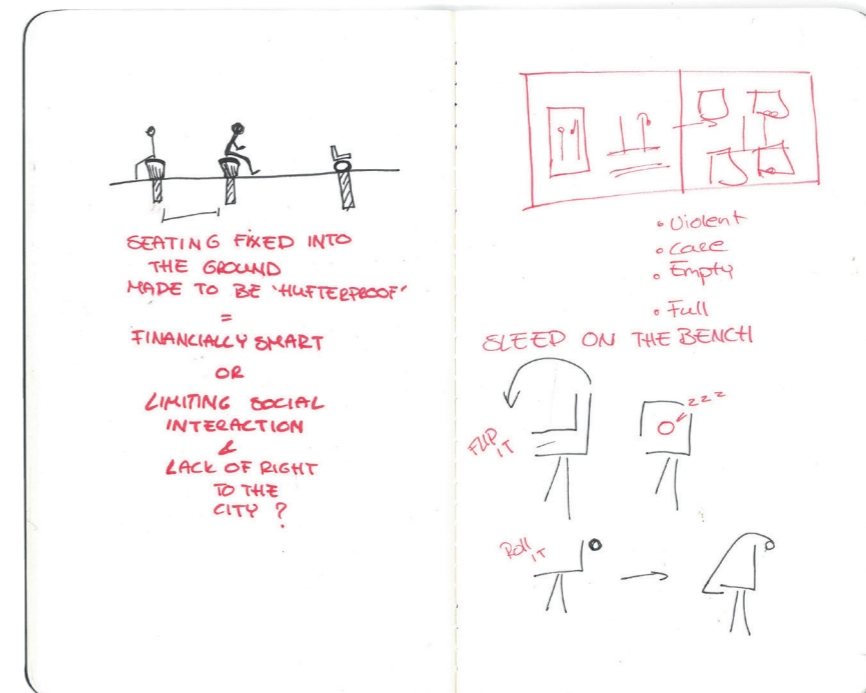 SEATING FIXED INTO
THE GROUND
MADE TO BE 'HUFTERPROOF'
=
FINANCIALLY SMART
OR
LIMITING SOCIAL
INTERACTION
&
LACK OF RIGHT
TO THE
CITY ?
• Violent
• Care
• Empty
• Full
SLEEP ON THE BENCH
FLIP
IT
zzz
Roll
IT